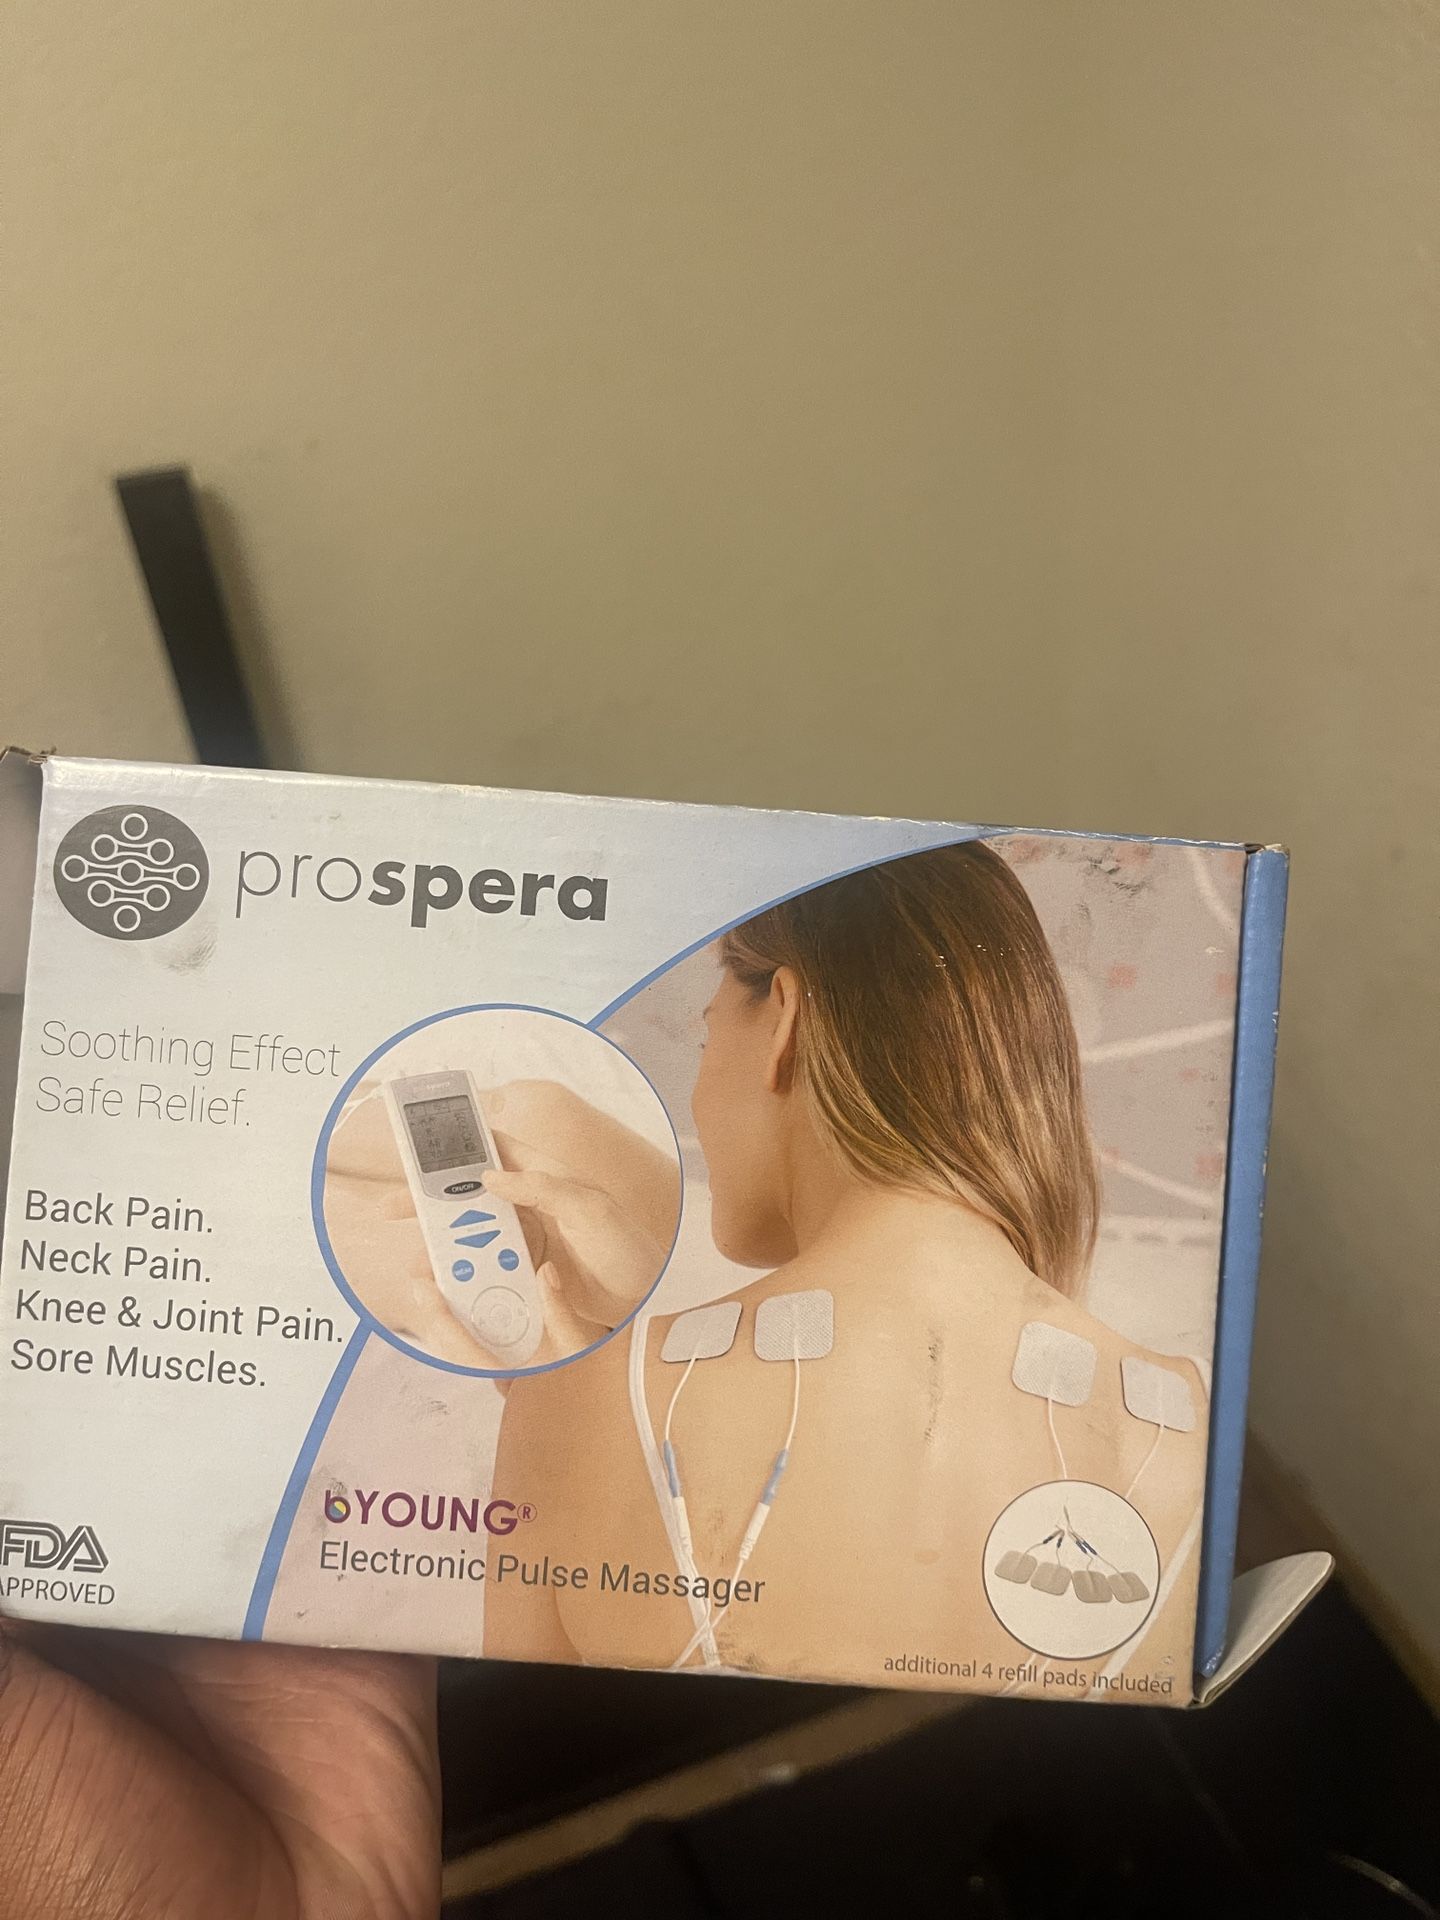 prospera
Soothing Effect
Safe Relief.
Back Pain.
Neck Pain.
Knee & Joint Pain.
Sore Muscles.
prospera
ON/OFF
bYOUNG®
Electronic Pulse Massager
FDA
APPROVED
additional 4 refill pads included